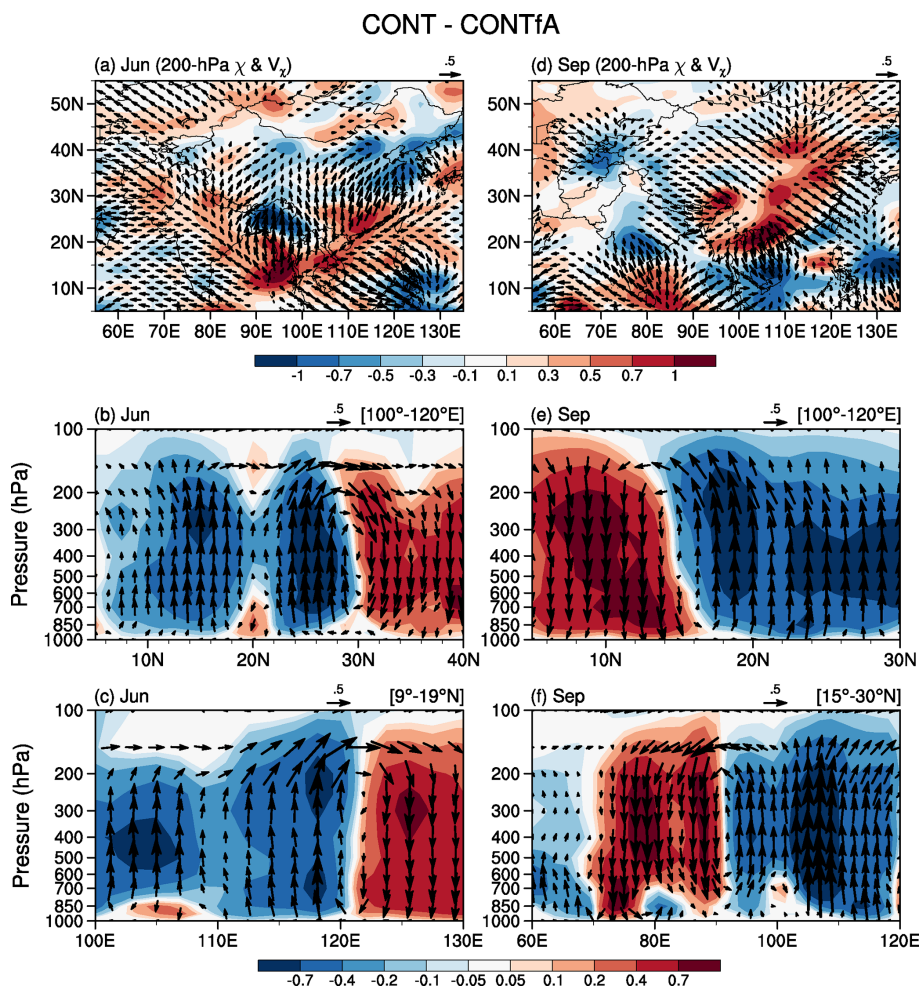 CONT - CONTfA
(a) Jun (200-hPa χ & Vχ) .5
50N
40N
30N
20N
10N
60E 70E 80E 90E 100E 110E 120E 130E
(d) Sep (200-hPa χ & Vχ) .5
50N
40N
30N
20N
10N
60E 70E 80E 90E 100E 110E 120E 130E
-1 -0.7 -0.5 -0.3 -0.1 0.1 0.3 0.5 0.7 1
(b) Jun .5 [100°-120°E]
Pressure (hPa)
100
200
300
400
500
600
700
850
1000
10N 20N 30N 40N
(e) Sep .5 [100°-120°E]
100
200
300
400
500
600
700
850
1000
10N 20N 30N
(c) Jun .5 [9°-19°N]
Pressure (hPa)
100
200
300
400
500
600
700
850
1000
100E 110E 120E 130E
(f) Sep .5 [15°-30°N]
100
200
300
400
500
600
700
850
1000
60E 80E 100E 120E
-0.7 -0.4 -0.2 -0.1 -0.05 0.05 0.1 0.2 0.4 0.7